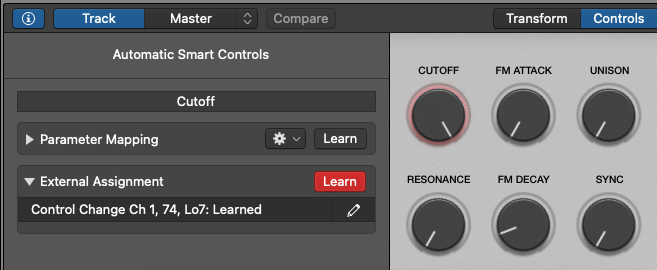 Track
Master
Compare
Transform
Controls
Automatic Smart Controls
Cutoff
Parameter Mapping
Learn
External Assignment
Learn
Control Change Ch 1, 74, Lo7: Learned
CUTOFF
FM ATTACK
UNISON
RESONANCE
FM DECAY
SYNC